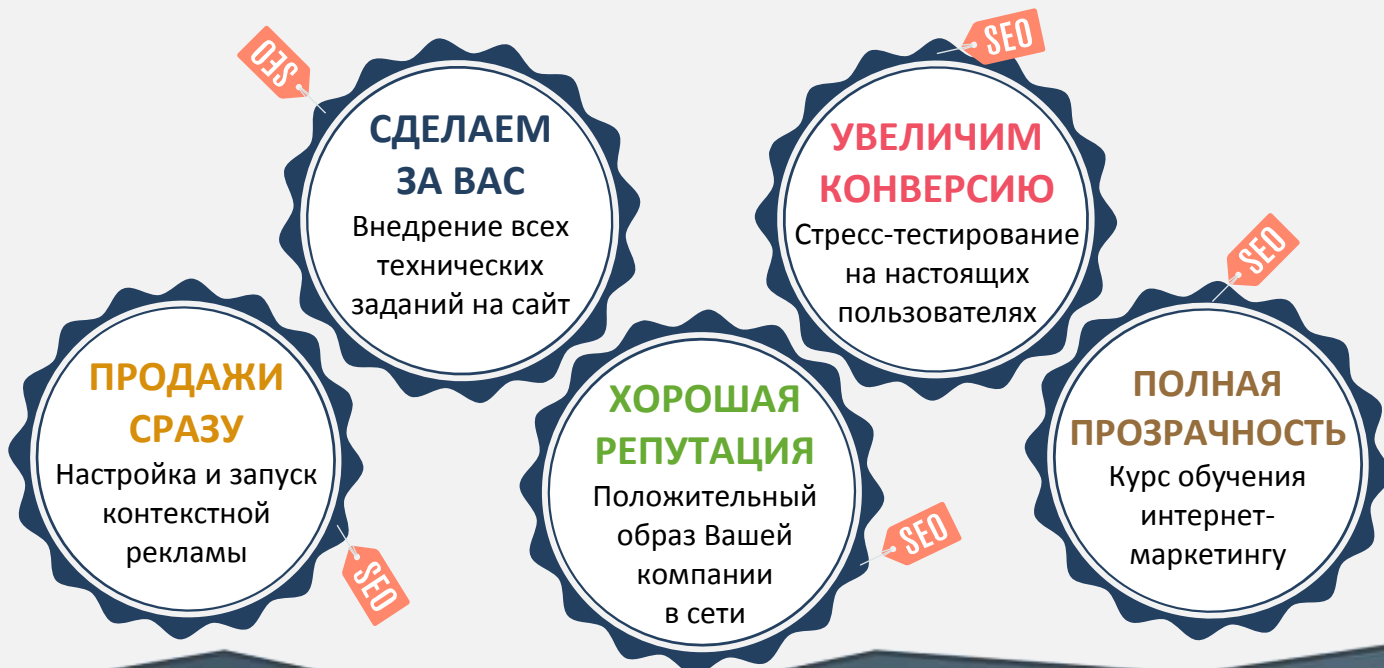 SEO
СДЕЛАЕМ
ЗА ВАС
Внедрение всех
технических
заданий на сайт
SEO
УВЕЛИЧИМ
КОНВЕРСИЮ
Стресс-тестирование
на настоящих
пользователях
ПРОДАЖИ
СРАЗУ
Настройка и запуск
контекстной
рекламы
SEO
ХОРОШАЯ
РЕПУТАЦИЯ
Положительный
образ Вашей
компании
в сети
SEO
SEO
ПОЛНАЯ
ПРОЗРАЧНОСТЬ
Курс обучения
интернет-
маркетингу